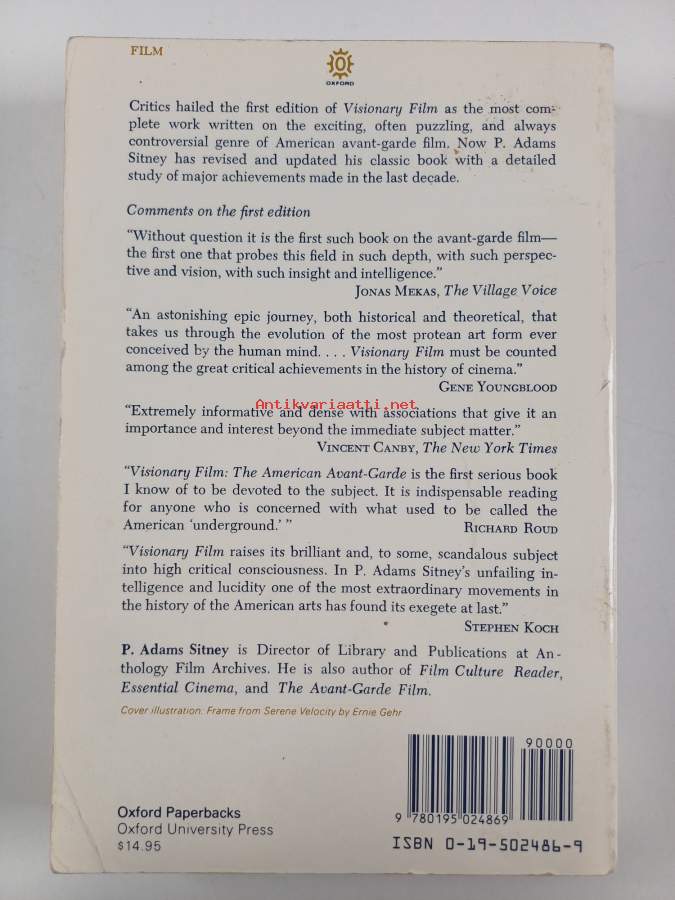 FILM
OXFORD
Critics hailed the first edition of Visionary Film as the most com-
plete work written on the exciting, often puzzling, and always
controversial genre of American avant-garde film. Now P. Adams
Sitney has revised and updated his classic book with a detailed
study of major achievements made in the last decade.
Comments on the first edition
“Without question it is the first such book on the avant-garde film—
the first one that probes this field in such depth, with such perspec-
tive and vision, with such insight and intelligence.”
JONAS MEKAS, The Village Voice
“An astonishing epic journey, both historical and theoretical, that
takes us through the evolution of the most protean art form ever
conceived by the human mind. . . . Visionary Film must be counted
among the great critical achievements in the history of cinema.”
GENE YOUNGBLOOD
Antikvariaatti.net
“Extremely informative and dense with associations that give it an
importance and interest beyond the immediate subject matter.”
VINCENT CANBY, The New York Times
“Visionary Film: The American Avant-Garde is the first serious book
I know of to be devoted to the subject. It is indispensable reading
for anyone who is concerned with what used to be called the
American ‘underground.’ ” RICHARD ROUD
“Visionary Film raises its brilliant and, to some, scandalous subject
into high critical consciousness. In P. Adams Sitney’s unfailing in-
telligence and lucidity one of the most extraordinary movements in
the history of the American arts has found its exegete at last.”
STEPHEN KOCH
P. Adams Sitney is Director of Library and Publications at An-
thology Film Archives. He is also author of Film Culture Reader,
Essential Cinema, and The Avant-Garde Film.
Cover illustration: Frame from Serene Velocity by Ernie Gehr
90000
9 780195 024869
Oxford Paperbacks
Oxford University Press
$14.95
ISBN 0-19-502486-9